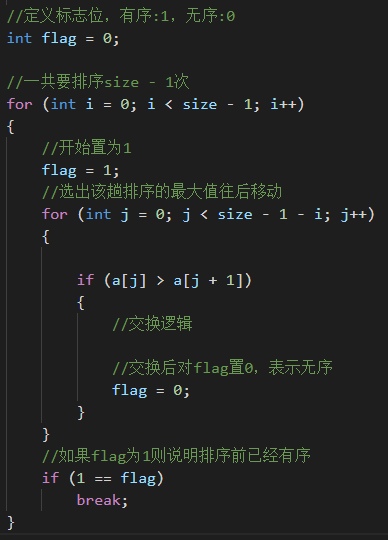 //定义标志位，有序:1，无序:0
int flag = 0;
//一共要排序size - 1次
for (int i = 0; i < size - 1; i++)
{
//开始置为1
flag = 1;
//选出该趟排序的最大值往后移动
for (int j = 0; j < size - 1 - i; j++)
{
if (a[j] > a[j + 1])
{
//交换逻辑
//交换后对flag置0，表示无序
flag = 0;
}
}
//如果flag为1则说明排序前已经有序
if (1 == flag)
break;
}